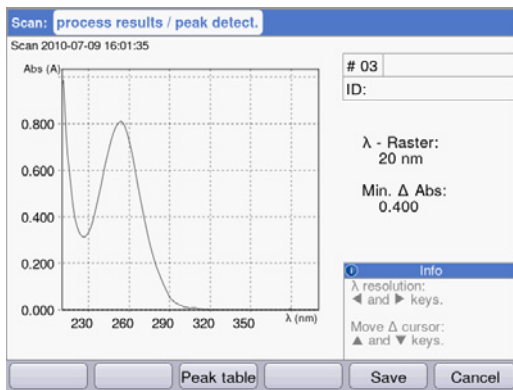 Scan: process results / peak detect.
Scan 2010-07-09 16:01:35
Abs (A)
0.800
0.600
0.400
0.200
0.000
230 260 290 320 350 λ (nm)
# 03
ID:
λ - Raster:
20 nm
Min. Δ Abs:
0.400
i Info
λ resolution:
◀ and ▶ keys.
Move Δ cursor:
▲ and ▼ keys.
Peak table Save Cancel